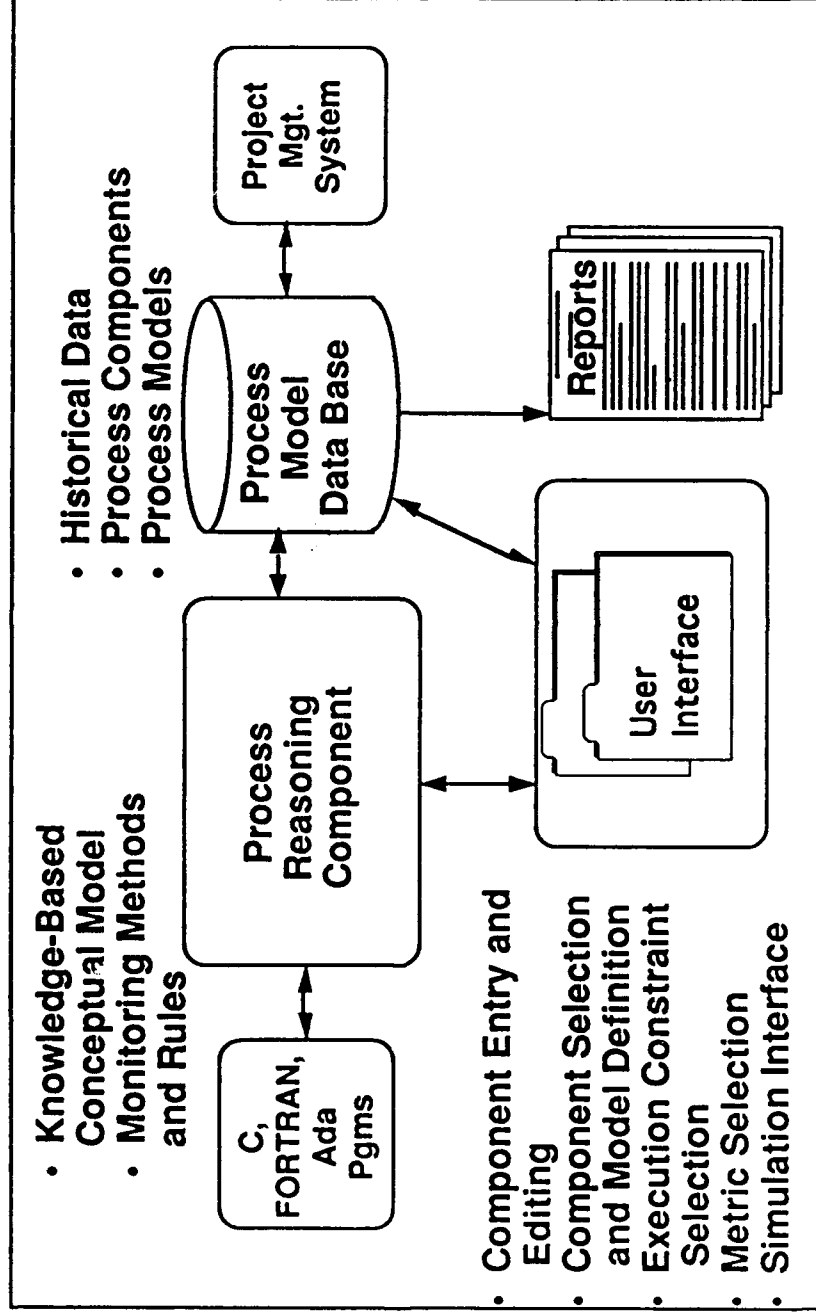 • Knowledge-Based
Conceptual Model
• Monitoring Methods
and Rules
• Historical Data
• Process Components
• Process Models
C,
FORTRAN,
Ada
Pgms
Process
Reasoning
Component
Process
Model
Data Base
Project
Mgt.
System
• Component Entry and
Editing
• Component Selection
and Model Definition
• Execution Constraint
Selection
• Metric Selection
• Simulation Interface
User
Interface
Reports